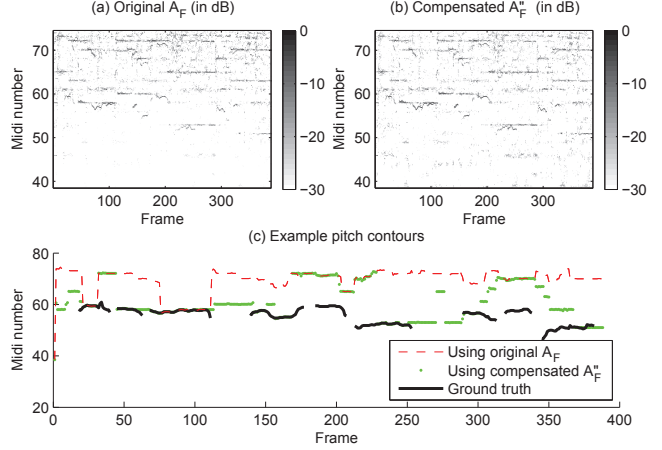 (a) Original A_F (in dB)
70
60
50
40
Midi number
100 200 300
Frame
0
−10
−20
−30
(b) Compensated A''_F (in dB)
70
60
50
40
Midi number
100 200 300
Frame
0
−10
−20
−30
(c) Example pitch contours
80
60
40
20
Midi number
0 50 100 150 200 250 300 350 400
Frame
Using original A_F
Using compensated A''_F
Ground truth